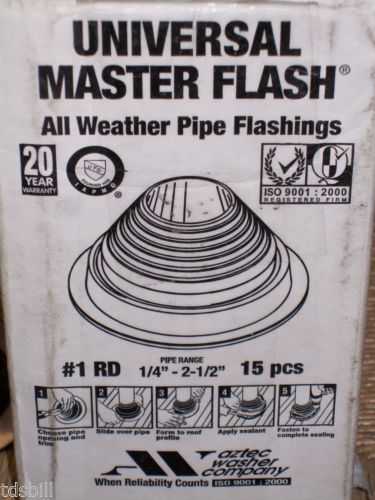 UNIVERSAL
MASTER FLASH®
All Weather Pipe Flashings
20
YEAR
WARRANTY
UPC
IAPMO
®
ISO 9001 : 2000
REGISTERED FIRM
#1 RD
PIPE RANGE
1/4" - 2-1/2"
15 pcs
1
2
3
4
5
Choose pipe
opening and
trim
Slide over pipe
Form to roof
profile
Apply sealant
Fasten to
complete sealing
aztec
washer
company
When Reliability Counts
ISO 9001 : 2000
tdsbill